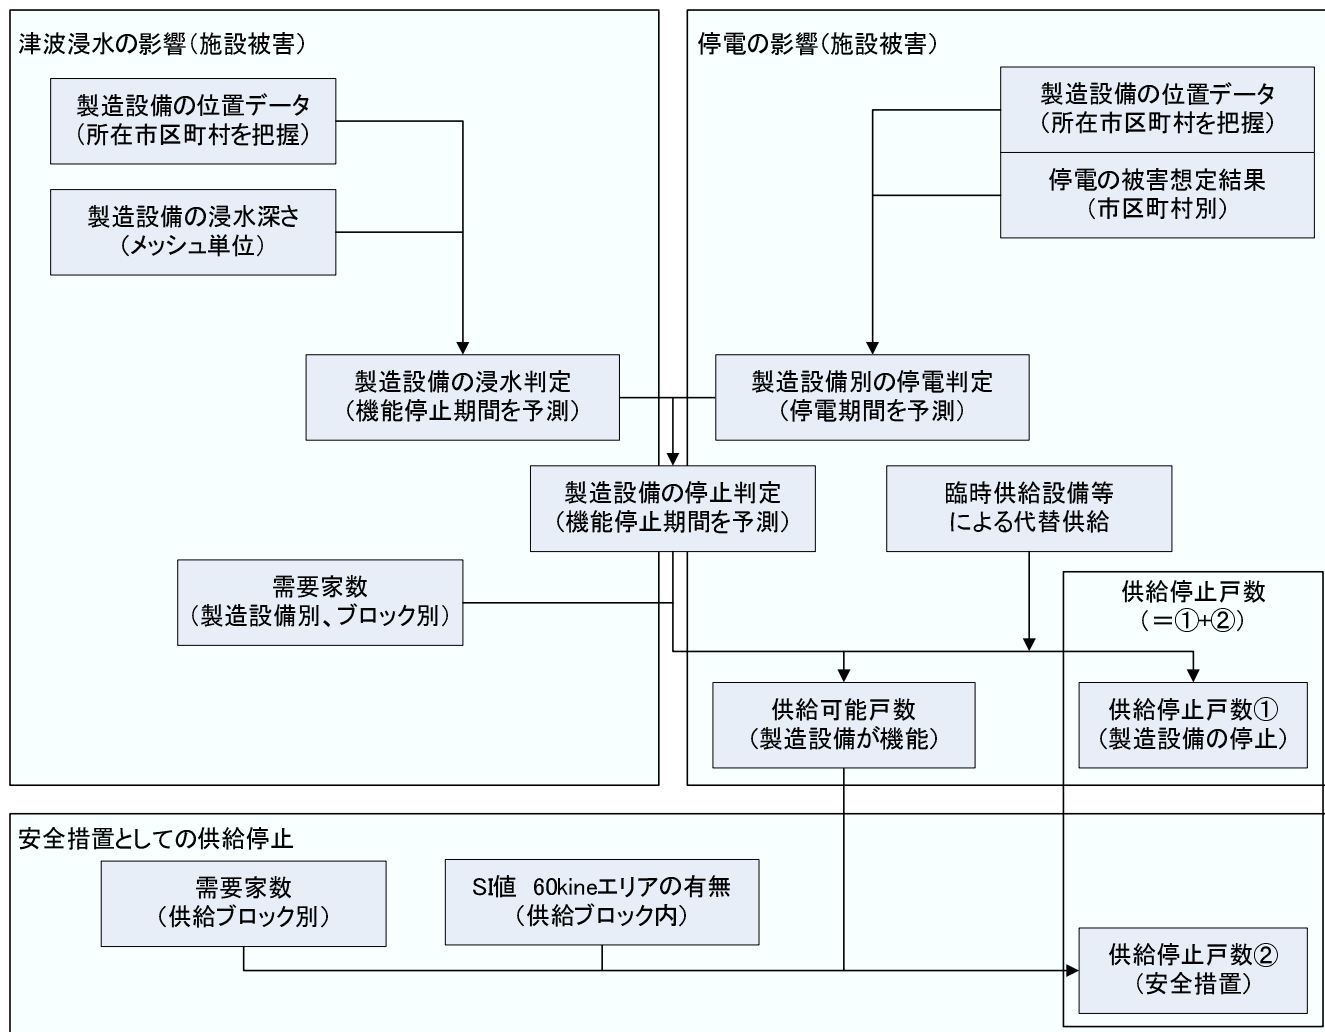 津波浸水の影響（施設被害）
製造設備の位置データ
（所在市区町村を把握）
製造設備の浸水深さ
（メッシュ単位）
停電の影響（施設被害）
製造設備の位置データ
（所在市区町村を把握）
停電の被害想定結果
（市区町村別）
製造設備の浸水判定
（機能停止期間を予測）
製造設備別の停電判定
（停電期間を予測）
製造設備の停止判定
（機能停止期間を予測）
臨時供給設備等
による代替供給
需要家数
（製造設備別、ブロック別）
供給停止戸数
（＝①+②）
供給可能戸数
（製造設備が機能）
供給停止戸数①
（製造設備の停止）
安全措置としての供給停止
需要家数
（供給ブロック別）
SI値　60kineエリアの有無
（供給ブロック内）
供給停止戸数②
（安全措置）